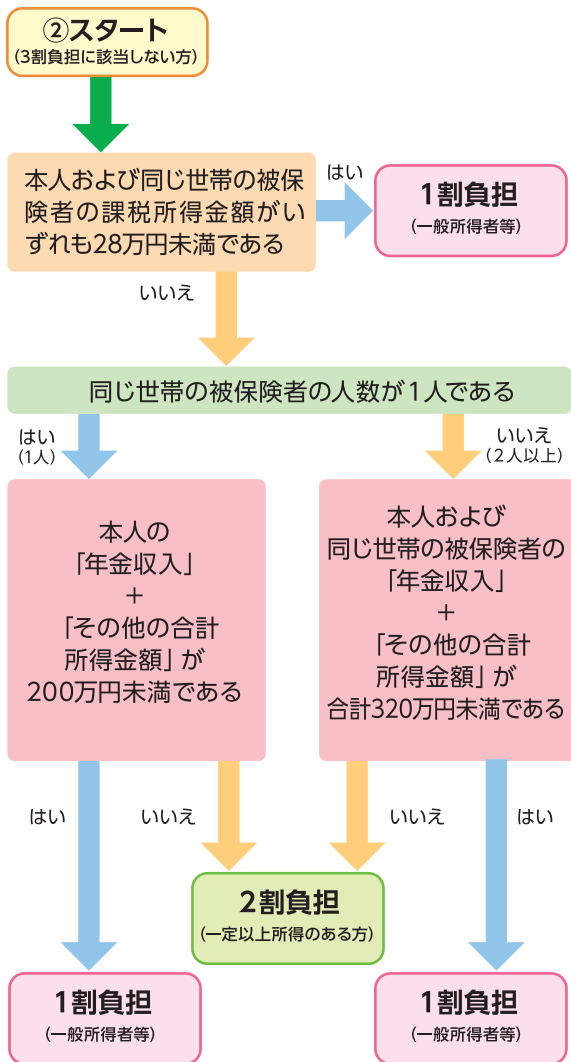 ②スタート
(3割負担に該当しない方)
本人および同じ世帯の被保
険者の課税所得金額がい
ずれも28万円未満である
はい
1割負担
(一般所得者等)
いいえ
同じ世帯の被保険者の人数が1人である
はい
(1人)
いいえ
(2人以上)
本人の
「年金収入」
+
「その他の合計
所得金額」が
200万円未満である
本人および
同じ世帯の被保険者の
「年金収入」
+
「その他の合計
所得金額」が
合計320万円未満である
はい
いいえ
いいえ
はい
2割負担
(一定以上所得のある方)
1割負担
(一般所得者等)
1割負担
(一般所得者等)